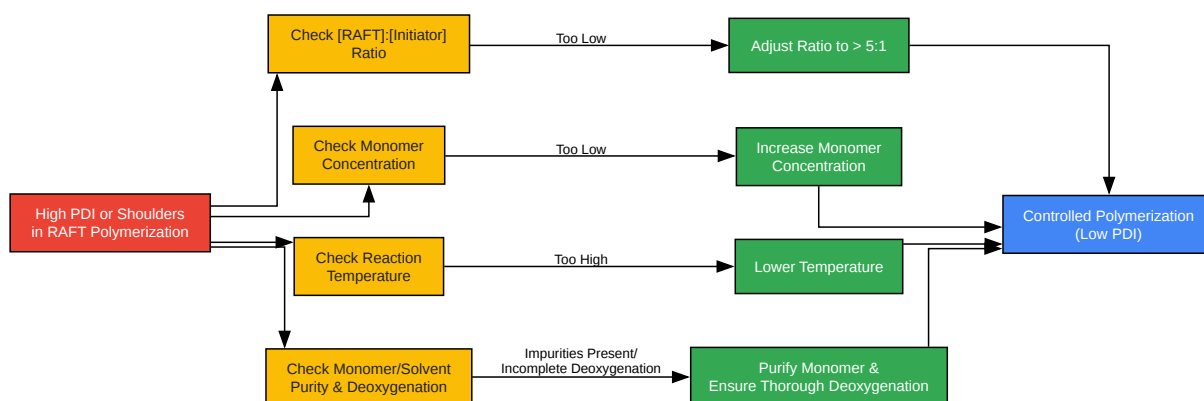 Check [RAFT]:[Initiator]
Ratio
Too Low
Adjust Ratio to > 5:1
Check Monomer
Concentration
Too Low
Increase Monomer
Concentration
High PDI or Shoulders
in RAFT Polymerization
Controlled Polymerization
(Low PDI)
Check Reaction
Temperature
Too High
Lower Temperature
Check Monomer/Solvent
Purity & Deoxygenation
Impurities Present/
Incomplete Deoxygenation
Purify Monomer &
Ensure Thorough Deoxygenation